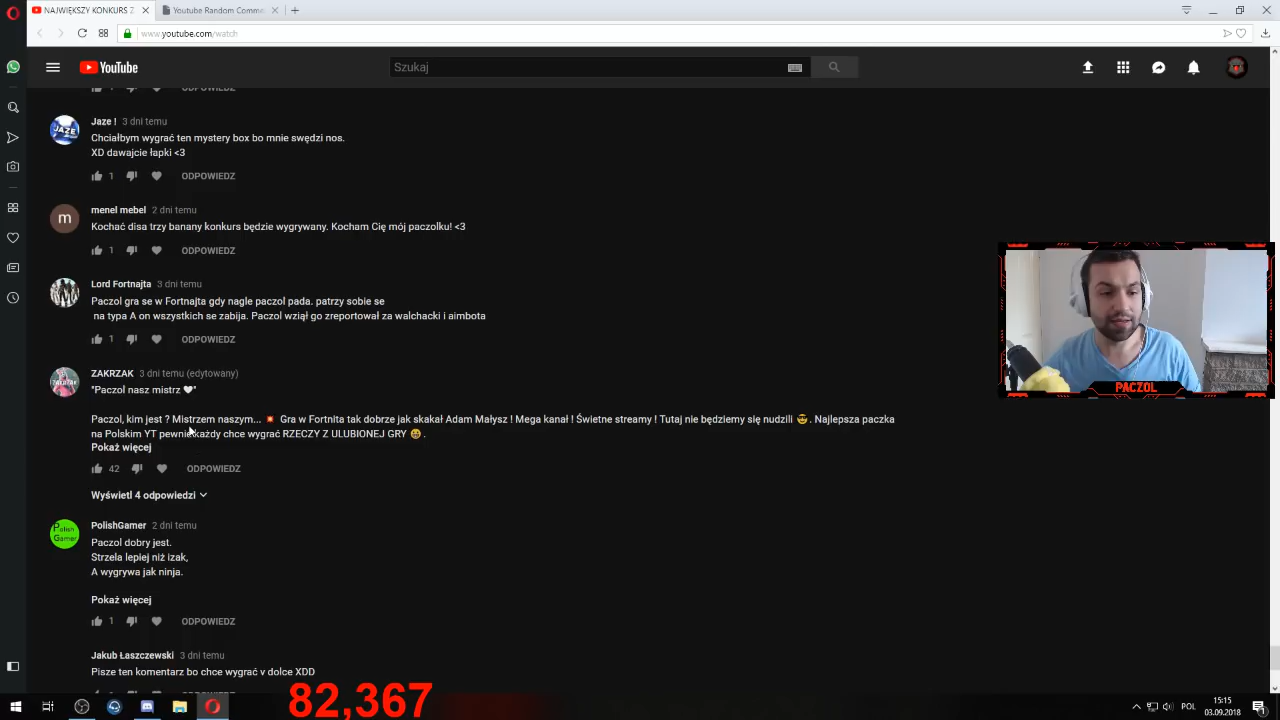 NAJWIĘKSZY KONKURS Z
Youtube Random Comme
www.youtube.com/watch
YouTube
Szukaj
ODPOWIEDZ
Jaze ! 3 dni temu
Chciałbym wygrać ten mystery box bo mnie swędzi nos.
XD dawajcie łapki <3
1 ODPOWIEDZ
menel mebel 2 dni temu
m
Kochać disa trzy banany konkurs będzie wygrywany. Kocham Cię mój paczolku! <3
1 ODPOWIEDZ
Lord Fortnajta 3 dni temu
Paczol gra se w Fortnajta gdy nagle paczol pada. patrzy sobie se
na typa A on wszystkich se zabija. Paczol wziął go zreportował za walchacki i aimbota
1 ODPOWIEDZ
ZAKRZAK 3 dni temu (edytowany)
"Paczol nasz mistrz 🖤"
Paczol, kim jest ? Mistrzem naszym... 💥 Gra w Fortnita tak dobrze jak skakał Adam Małysz ! Mega kanał ! Świetne streamy ! Tutaj nie będziemy się nudzili 😎. Najlepsza paczka
na Polskim YT pewnie każdy chce wygrać RZECZY Z ULUBIONEJ GRY 😁 .
Pokaż więcej
42 ODPOWIEDZ
Wyświetl 4 odpowiedzi
PolishGamer 2 dni temu
Polish
Gamer
Paczol dobry jest.
Strzela lepiej niż izak,
A wygrywa jak ninja.
Pokaż więcej
1 ODPOWIEDZ
Jakub Łaszczewski 3 dni temu
Pisze ten komentarz bo chce wygrać v dolce XDD
PACZOL
82,367
POL
15:15
03.09.2018